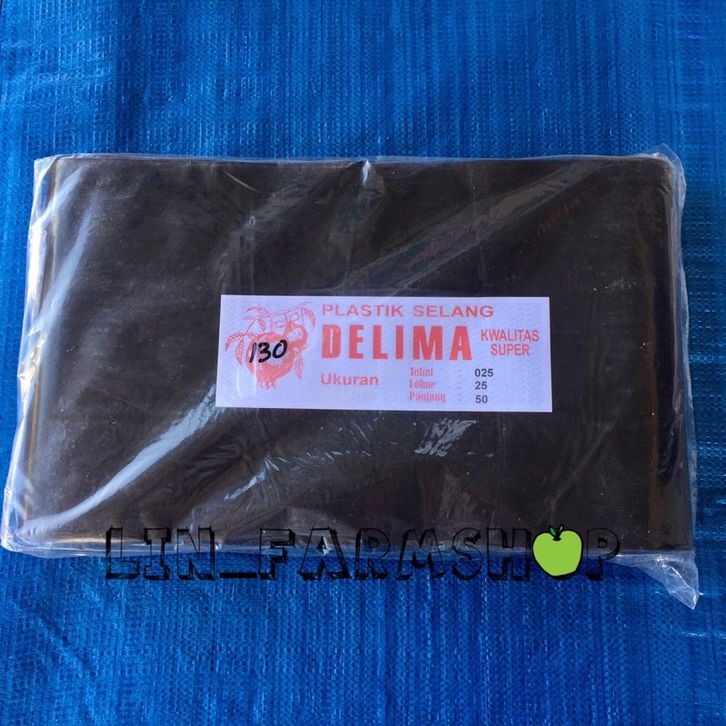 PLASTIK SELANG
130
DELIMA
KWALITAS
SUPER
Ukuran
Tebal : 025
Lebar : 25
Panjang : 50
LIN_FARMSHOP